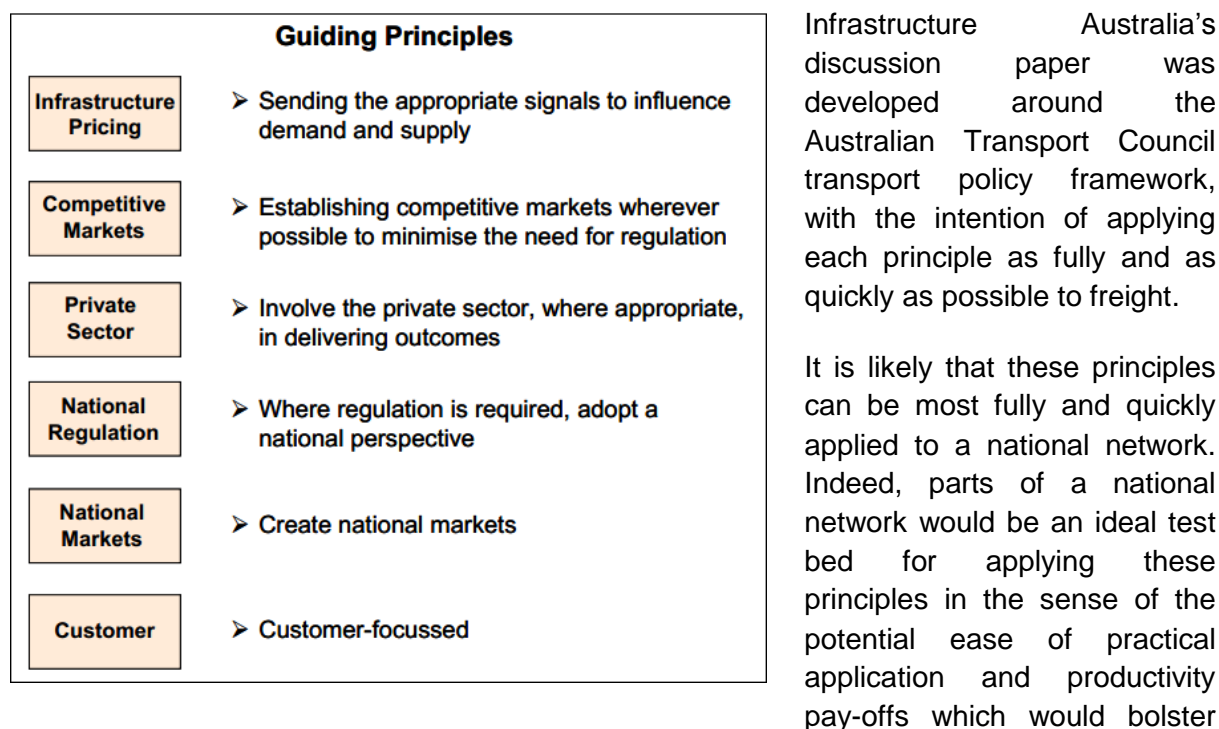 Guiding Principles
Infrastructure
Pricing
➢ Sending the appropriate signals to influence
demand and supply
Competitive
Markets
➢ Establishing competitive markets wherever
possible to minimise the need for regulation
Private
Sector
➢ Involve the private sector, where appropriate,
in delivering outcomes
National
Regulation
➢ Where regulation is required, adopt a
national perspective
National
Markets
➢ Create national markets
Customer
➢ Customer-focussed
Infrastructure Australia’s
discussion paper was
developed around the
Australian Transport Council
transport policy framework,
with the intention of applying
each principle as fully and as
quickly as possible to freight.
It is likely that these principles
can be most fully and quickly
applied to a national network.
Indeed, parts of a national
network would be an ideal test
bed for applying these
principles in the sense of the
potential ease of practical
application and productivity
pay-offs which would bolster